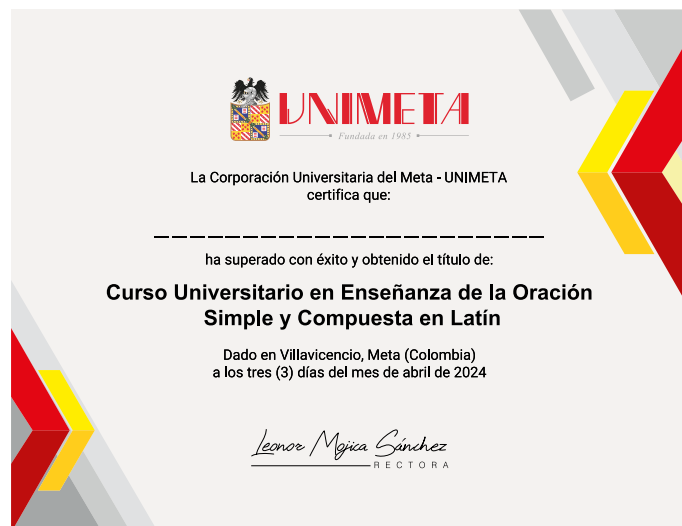 UNIMETA
Fundada en 1985
La Corporación Universitaria del Meta - UNIMETA
certifica que:
ha superado con éxito y obtenido el título de:
Curso Universitario en Enseñanza de la Oración
Simple y Compuesta en Latín
Dado en Villavicencio, Meta (Colombia)
a los tres (3) días del mes de abril de 2024
Leonor Mojica Sánchez
RECTORA